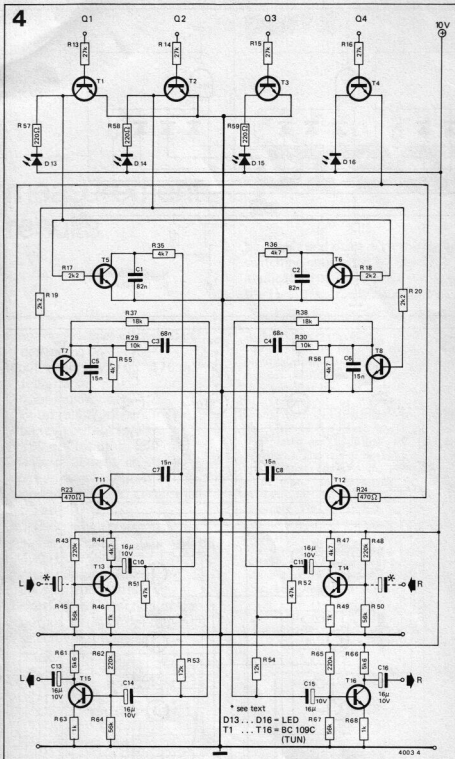 4
Q1 Q2 Q3 Q4
10V
R13 27k R14 27k R15 27k R16 27k
T1 T2 T3 T4
R57 220Ω R58 220Ω R59 220Ω
D13 D14 D15 D16
R35 4k7 R36 4k7
T5 T6
R17 2k2 C1 82n C2 82n R18 2k2
R19 2k2 R20 2k2
R37 18k R38 18k
R29 10k C3 68n C4 68n R30 10k
T7 T8
C5 15n R55 4k7 R56 4k7 C6 15n
C7 15n C8 15n
T11 T12
R23 470Ω R24 470Ω
R43 220k R44 4k7 16µ 10V C10 C11 16µ 10V R47 4k7 R48 220k
L * T13 R51 47k R52 47k T14 * R
R45 56k R46 1k R49 1k R50 56k
R61 5k6 R62 220k R53 12k R54 12k R65 220k R66 5k6
L C13 16µ 10V T15 C14 16µ 10V C15 16µ 10V T16 C16 16µ 10V R
R63 1k R64 56k R67 56k R68 1k
* see text
D13 ... D16 = LED
T1 ... T16 = BC 109C
(TUN)
4003 4